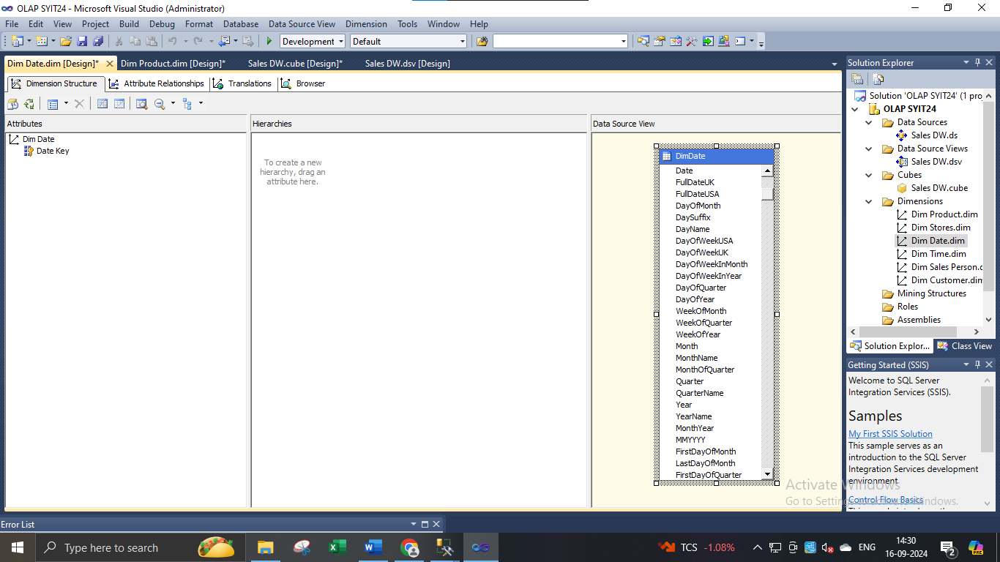 OLAP SYIT24 - Microsoft Visual Studio (Administrator)
File Edit View Project Build Debug Format Database Data Source View Dimension Tools Window Help
Development Default
Dim Date.dim [Design]* Dim Product.dim [Design]* Sales DW.cube [Design]* Sales DW.dsv [Design]
Dimension Structure Attribute Relationships Translations Browser
Attributes
Dim Date
Date Key
Hierarchies
To create a new
hierarchy, drag an
attribute here.
Data Source View
DimDate
Date
FullDateUK
FullDateUSA
DayOfMonth
DaySuffix
DayName
DayOfWeekUSA
DayOfWeekUK
DayOfWeekInMonth
DayOfWeekInYear
DayOfQuarter
DayOfYear
WeekOfMonth
WeekOfQuarter
WeekOfYear
Month
MonthName
MonthOfQuarter
Quarter
QuarterName
Year
YearName
MonthYear
MMYYYY
FirstDayOfMonth
LastDayOfMonth
FirstDayOfQuarter
Solution Explorer
Solution 'OLAP SYIT24' (1 proj
OLAP SYIT24
Data Sources
Sales DW.ds
Data Source Views
Sales DW.dsv
Cubes
Sales DW.cube
Dimensions
Dim Product.dim
Dim Stores.dim
Dim Date.dim
Dim Time.dim
Dim Sales Person.d
Dim Customer.dim
Mining Structures
Roles
Assemblies
Solution Explor... Class View
Getting Started (SSIS)
Welcome to SQL Server
Integration Services (SSIS).
Samples
My First SSIS Solution
This sample serves as an
introduction to the SQL Server
Integration Services development
environment.
Control Flow Basics
Activate Windows
Go to Settings to activate Windows.
Error List
Type here to search
TCS -1.08%
ENG
14:30
16-09-2024
2
PRE